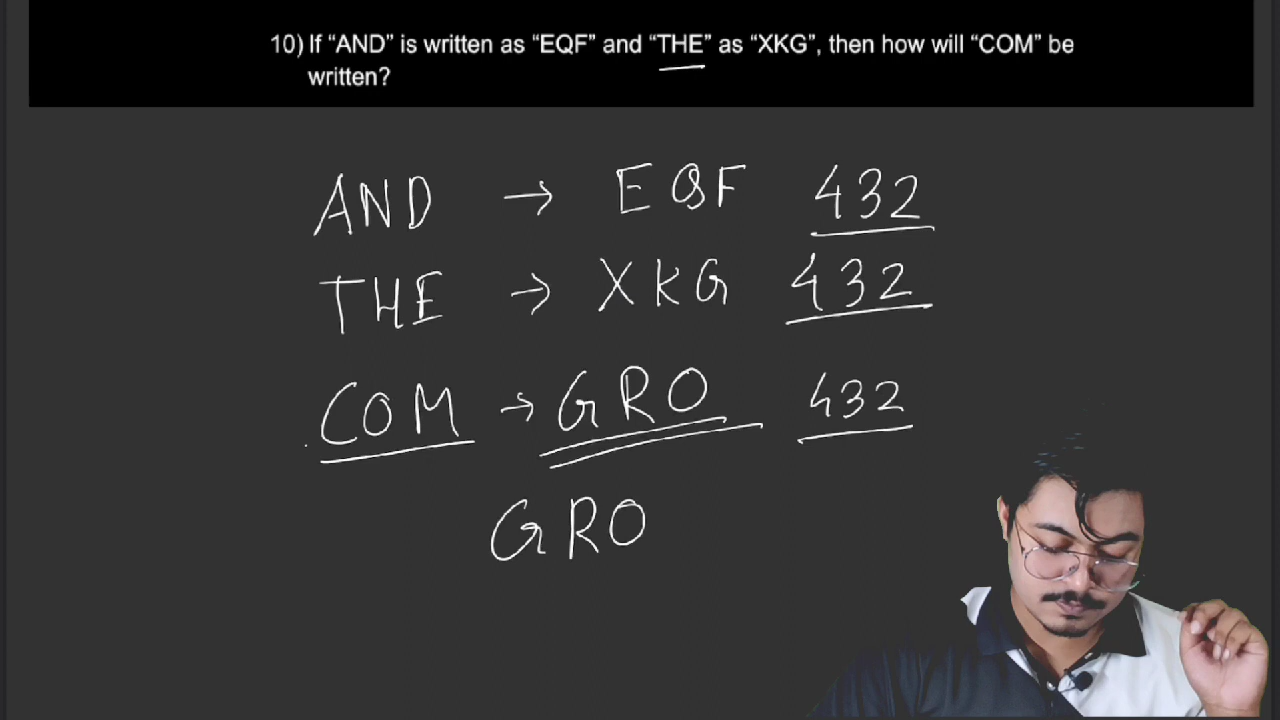 10) If “AND” is written as “EQF” and “THE” as “XKG”, then how will “COM” be
written?
AND → EQF 432
THE → XKG 432
COM → GRO 432
GRO